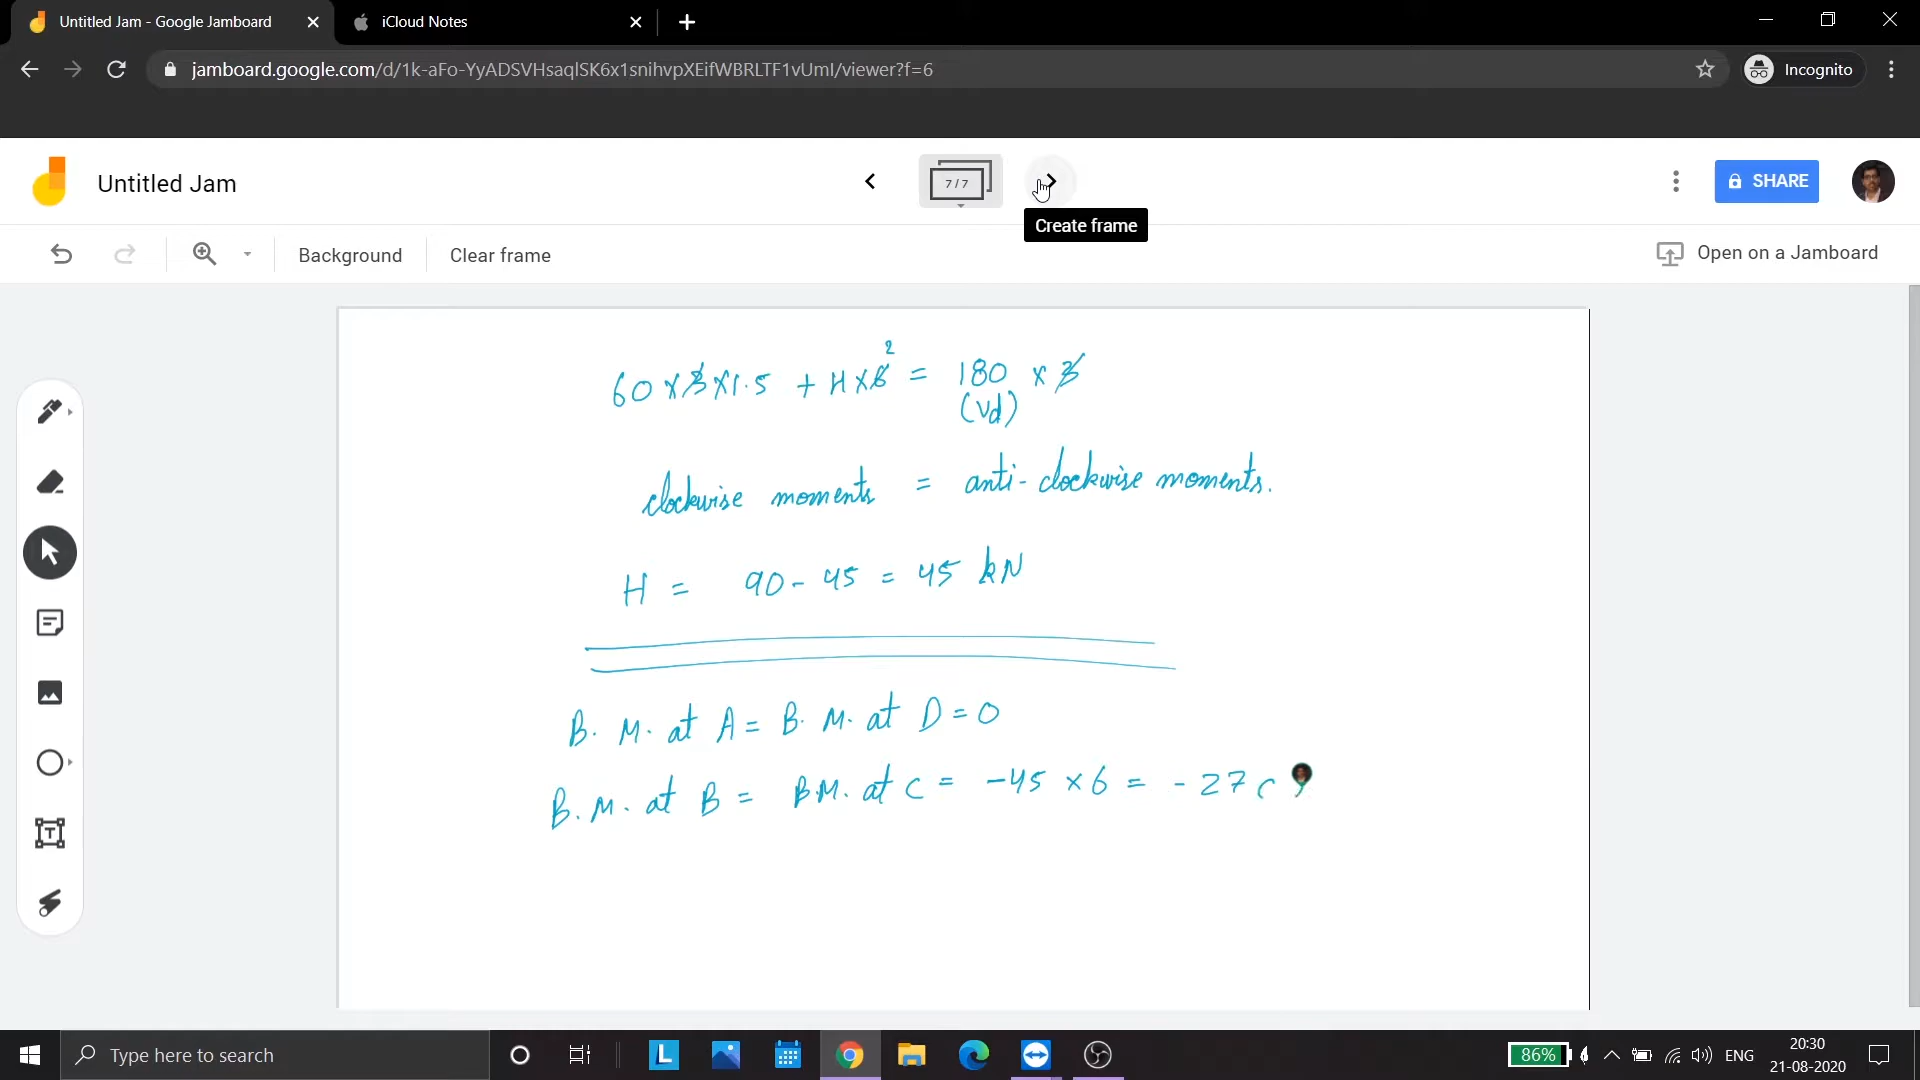 Untitled Jam - Google Jamboard
iCloud Notes
jamboard.google.com/d/1k-aFo-YyADSVHsaqlSK6x1snihvpXEifWBRLTF1vUmI/viewer?f=6
Incognito
Untitled Jam
7 / 7
SHARE
Create frame
Background
Clear frame
Open on a Jamboard
60 x 3 x 1.5 + H x 6 2 = 180 x 3
(Vd)
clockwise moments = anti-clockwise moments.
H = 90 - 45 = 45 kN
B. M. at A = B. M. at D = 0
B. M. at B = B.M. at C = -45 x 6 = - 27
Type here to search
L
86%
ENG
20:30
21-08-2020